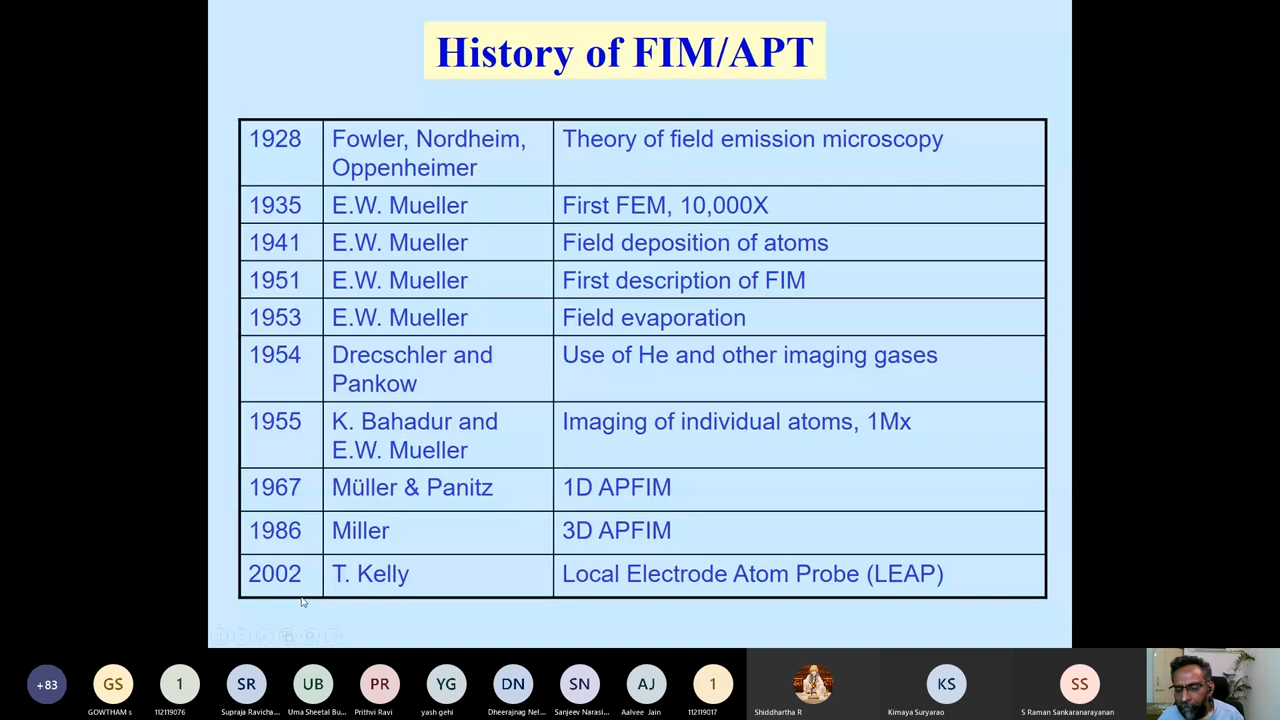 History of FIM/APT
1928 Fowler, Nordheim, Theory of field emission microscopy
Oppenheimer
1935 E.W. Mueller First FEM, 10,000X
1941 E.W. Mueller Field deposition of atoms
1951 E.W. Mueller First description of FIM
1953 E.W. Mueller Field evaporation
1954 Drecschler and Use of He and other imaging gases
Pankow
1955 K. Bahadur and Imaging of individual atoms, 1Mx
E.W. Mueller
1967 Müller & Panitz 1D APFIM
1986 Miller 3D APFIM
2002 T. Kelly Local Electrode Atom Probe (LEAP)
+83 GS 1 SR UB PR YG DN SN AJ 1 KS SS
GOWTHAM s 112119076 Supraja Ravicha... Uma Sheetal Bu... Prithvi Ravi yash gehi Dheerajnag Nel... Sanjeev Narasi... Aalvee Jain 112119017 Shiddhartha R Kimaya Suryarao S Raman Sankaranarayanan